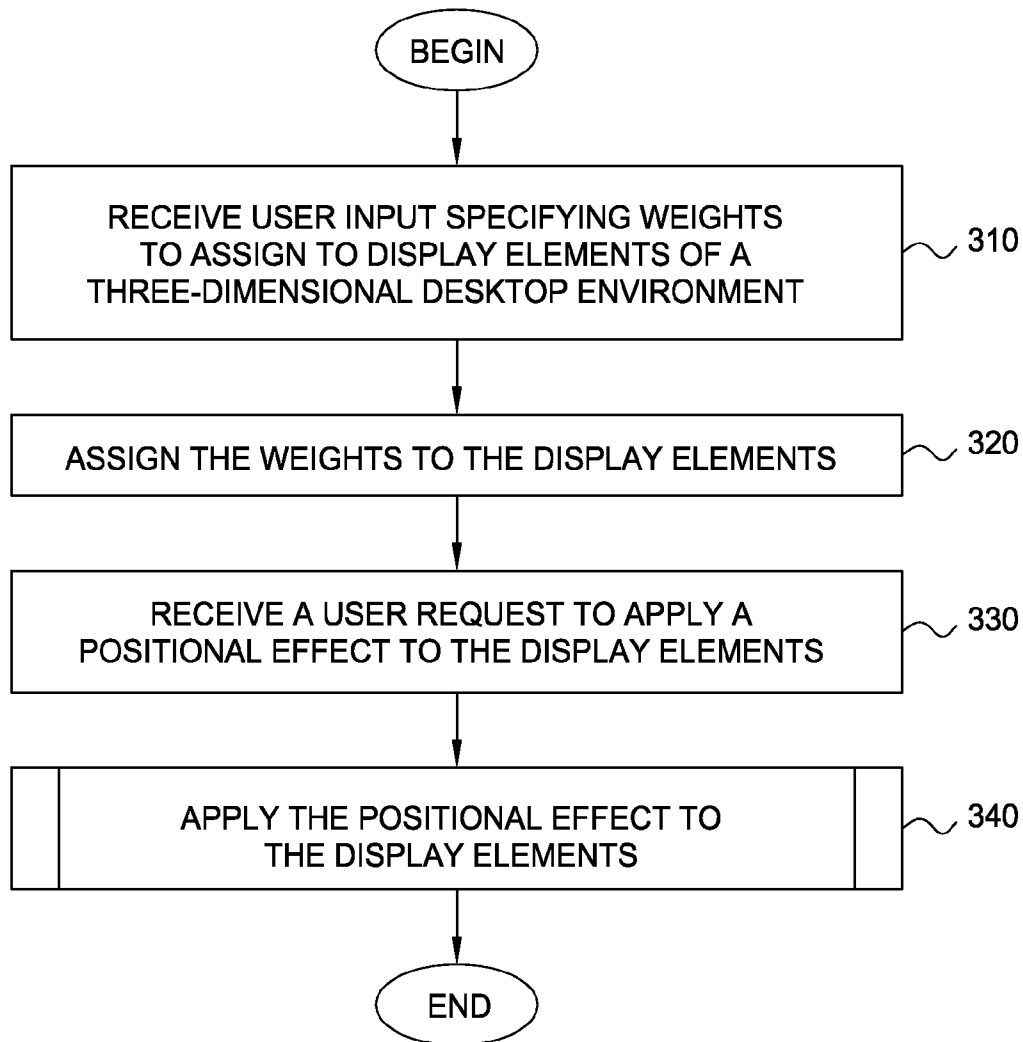 BEGIN
RECEIVE USER INPUT SPECIFYING WEIGHTS
TO ASSIGN TO DISPLAY ELEMENTS OF A
THREE-DIMENSIONAL DESKTOP ENVIRONMENT
310
ASSIGN THE WEIGHTS TO THE DISPLAY ELEMENTS
320
RECEIVE A USER REQUEST TO APPLY A
POSITIONAL EFFECT TO THE DISPLAY ELEMENTS
330
APPLY THE POSITIONAL EFFECT TO
THE DISPLAY ELEMENTS
340
END